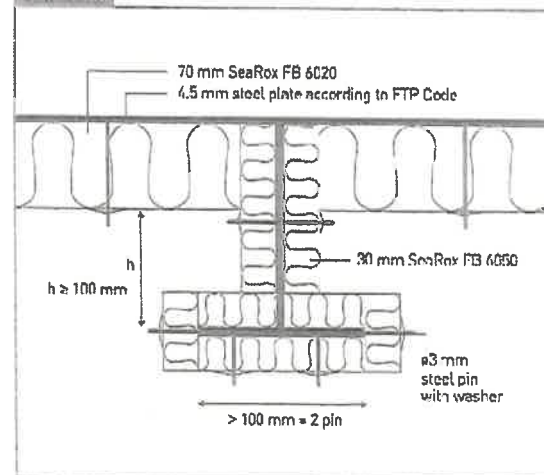 70 mm SeaRox FB 6020
4.5 mm steel plate according to FTP Code
h
h ≥ 100 mm
30 mm SeaRox FB 6050
ø3 mm
steel pin
with washer
> 100 mm = 2 pin